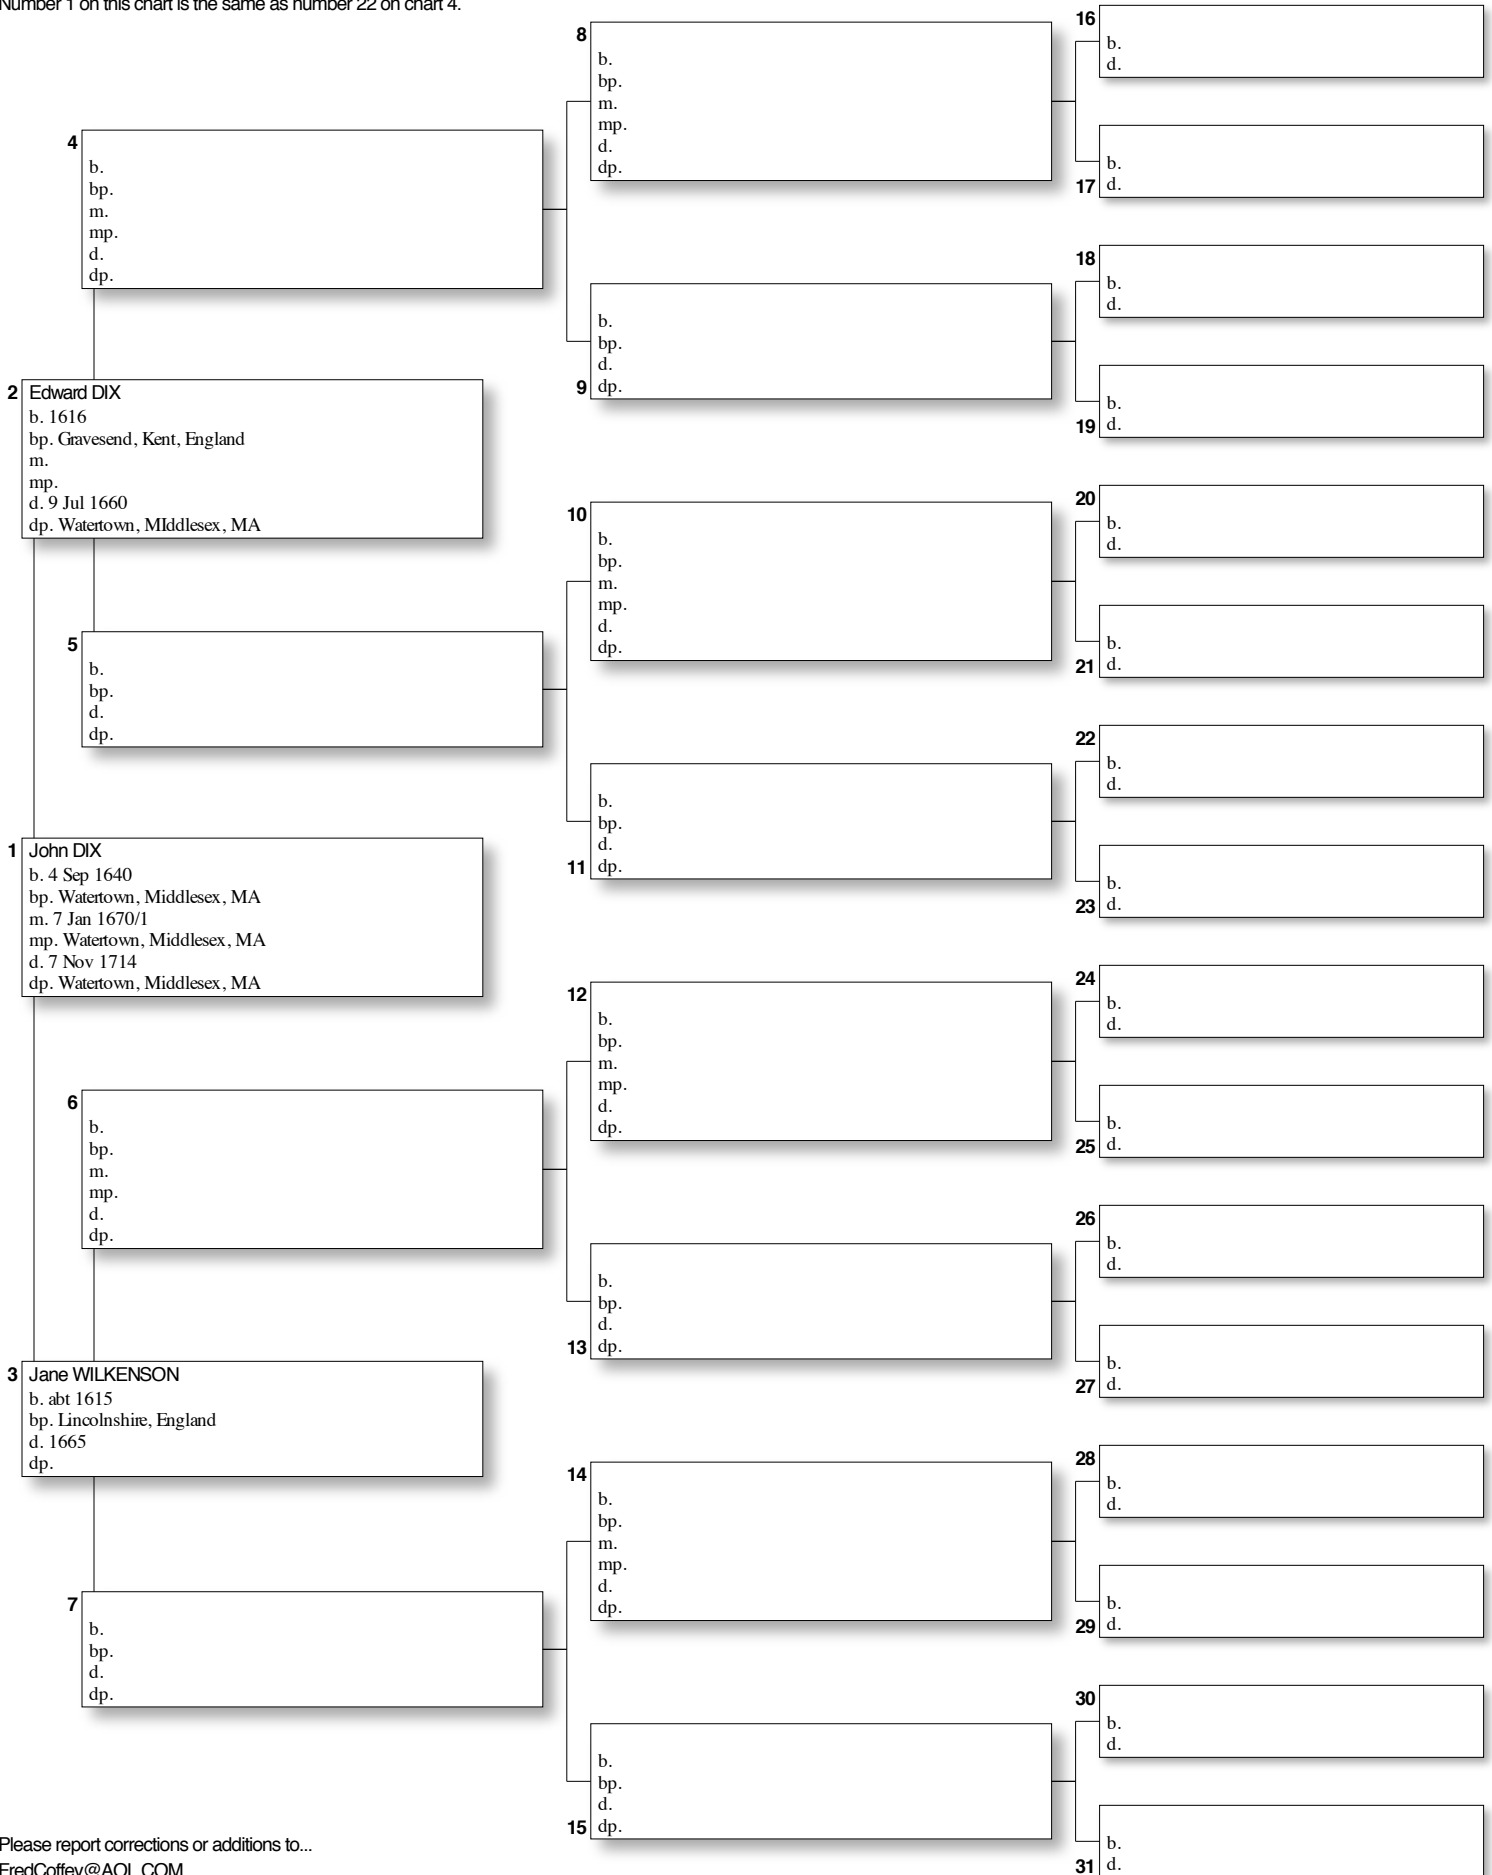 Number 1 on this chart is the same as number 22 on chart 4.
16
b.
d.
8
b.
bp.
m.
mp.
d.
dp.
b.
17 d.
4
b.
bp.
m.
mp.
d.
dp.
18
b.
d.
b.
bp.
d.
9 dp.
b.
19 d.
2 Edward DIX
b. 1616
bp. Gravesend, Kent, England
m.
mp.
d. 9 Jul 1660
dp. Watertown, MIddlesex, MA
20
b.
d.
10
b.
bp.
m.
mp.
d.
dp.
b.
21 d.
5
b.
bp.
d.
dp.
22
b.
d.
b.
bp.
d.
11 dp.
b.
23 d.
1 John DIX
b. 4 Sep 1640
bp. Watertown, Middlesex, MA
m. 7 Jan 1670/1
mp. Watertown, Middlesex, MA
d. 7 Nov 1714
dp. Watertown, Middlesex, MA
24
b.
d.
12
b.
bp.
m.
mp.
d.
dp.
b.
25 d.
6
b.
bp.
m.
mp.
d.
dp.
26
b.
d.
b.
bp.
d.
13 dp.
b.
27 d.
3 Jane WILKENSON
b. abt 1615
bp. Lincolnshire, England
d. 1665
dp.
28
b.
d.
14
b.
bp.
m.
mp.
d.
dp.
b.
29 d.
7
b.
bp.
d.
dp.
30
b.
d.
b.
bp.
d.
15 dp.
b.
31 d.
Please report corrections or additions to...
FredCoffey@AOL.COM